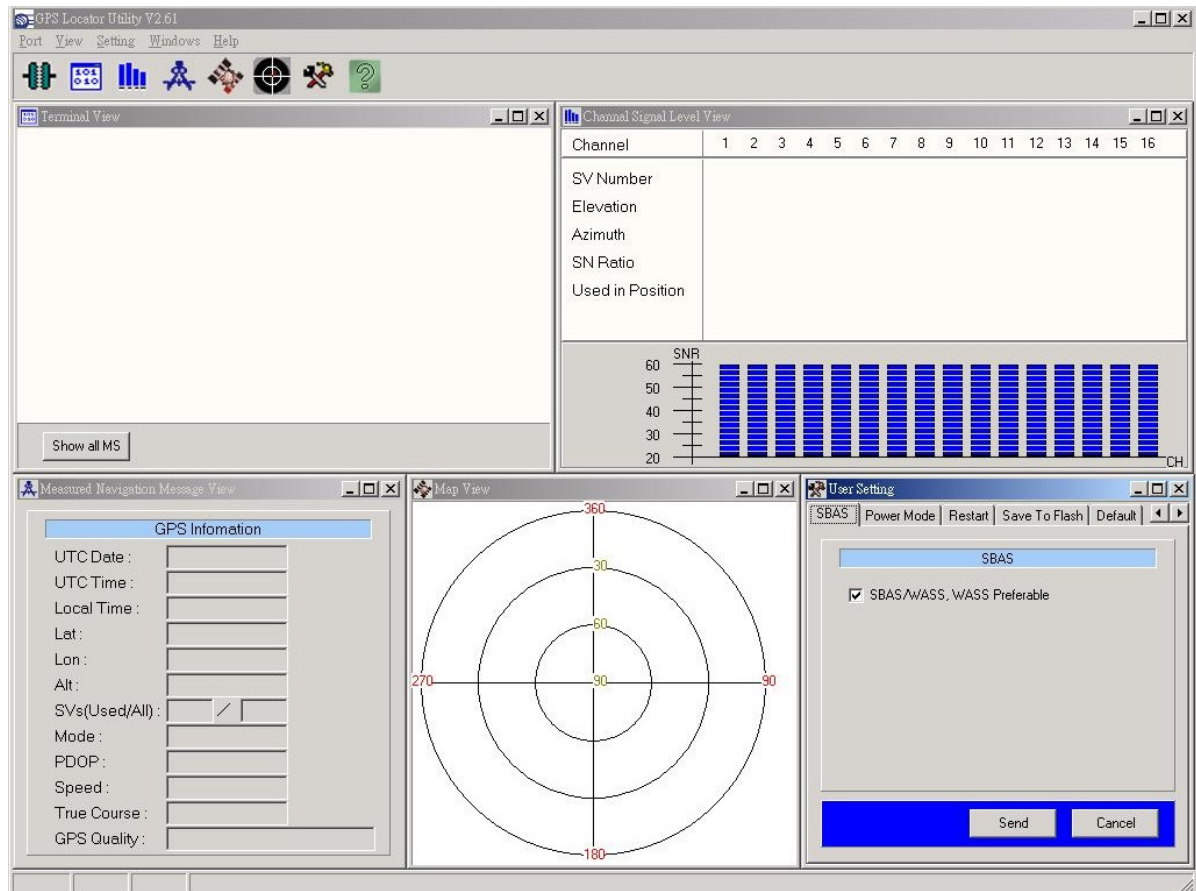 GPS Locator Utility V2.61
Port View Setting Windows Help
101
010
?
Terminal View
Show all MS
Channal Signal Level View
Channel 1 2 3 4 5 6 7 8 9 10 11 12 13 14 15 16
SV Number
Elevation
Azimuth
SN Ratio
Used in Position
SNR
60
50
40
30
20
CH
Measured Navigation Message View
GPS Infomation
UTC Date :
UTC Time :
Local Time :
Lat :
Lon :
Alt :
SVs(Used/All) : /
Mode :
PDOP :
Speed :
True Course :
GPS Quality :
Map View
360
30
60
270 90 90
180
User Setting
SBAS Power Mode Restart Save To Flash Default
SBAS
SBAS/WASS, WASS Preferable
Send Cancel